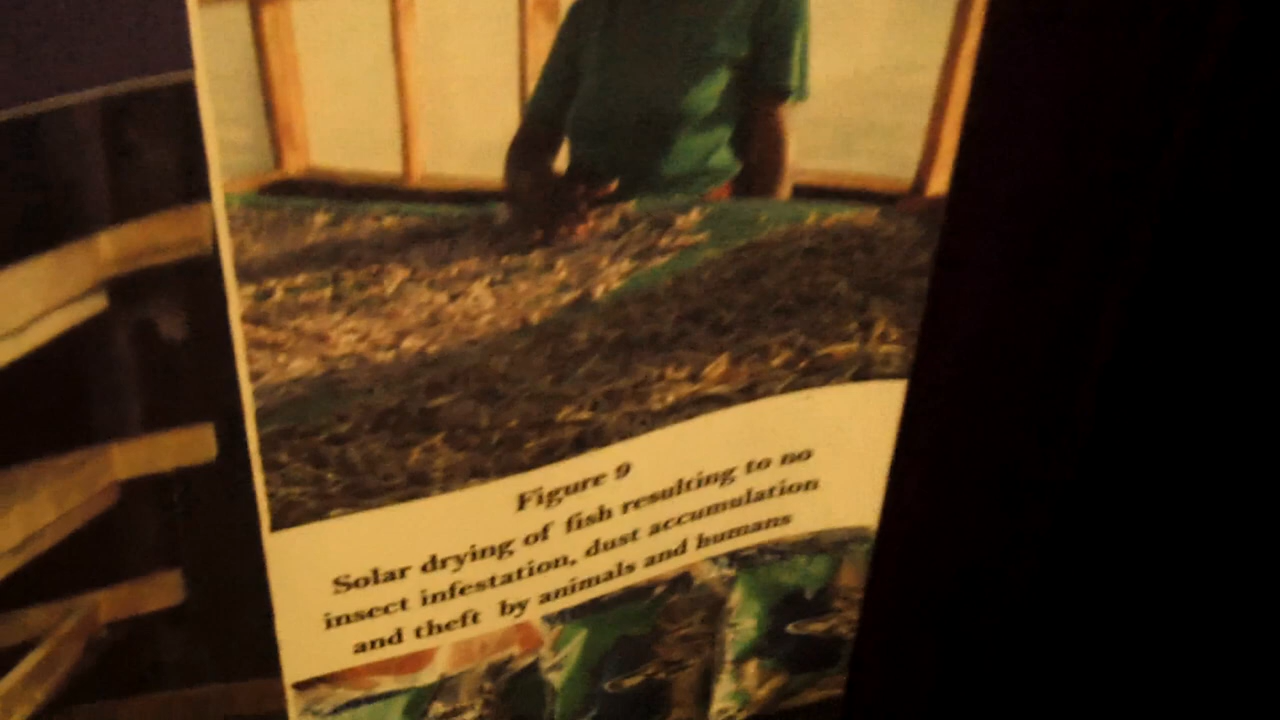 Figure 9
Solar drying of fish resulting to no
insect infestation, dust accumulation
and theft by animals and humans